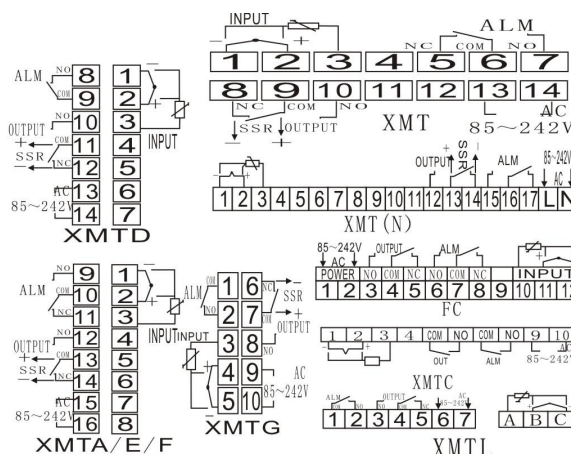 INPUT
ALM
NC COM NO
1 2 3 4 5 6 7
8 9 10 11 12 13 14
NC COM NO
SSR OUTPUT
XMT
AC
85~242V
ALM
NO
COM
8 1
9 2
NO
OUTPUT
10 3
COM
+ SSR −
NC
11 4
12 5
INPUT
AC
85~242V
13 6
14 7
XMTD
OUTPUT
+ SSR −
ALM
85~242V
AC
1 2 3 4 5 6 7 8 9 10 11 12 13 14 15 16 17 L N
XMT(N)
85~242V
AC
OUTPUT
ALM
POWER NO COM NC NO COM NC INPUT
1 2 3 4 5 6 7 8 9 10 11 12
FC
NO
ALM
COM
9 1
10 2
11 3
NO
OUTPUT
12 4
COM
+ SSR −
NC
13 5
14 6
INPUT
AC
85~242V
15 7
16 8
XMTA/E/F
ALM
COM
NO
1 6
NC
SSR
−
+
2 7
COM
OUTPUT
INPUT
3 8
NO
4 9
AC
85~242V
5 10
XMTG
1 2 3 4 COM NO COM NO 9 10
OUT
ALM
AC
85~242V
XMTC
ALM
COM NO
OUTPUT
NO COM NC
AC
85~242V
1 2 3 4 5 6 7
A B C
XMTL